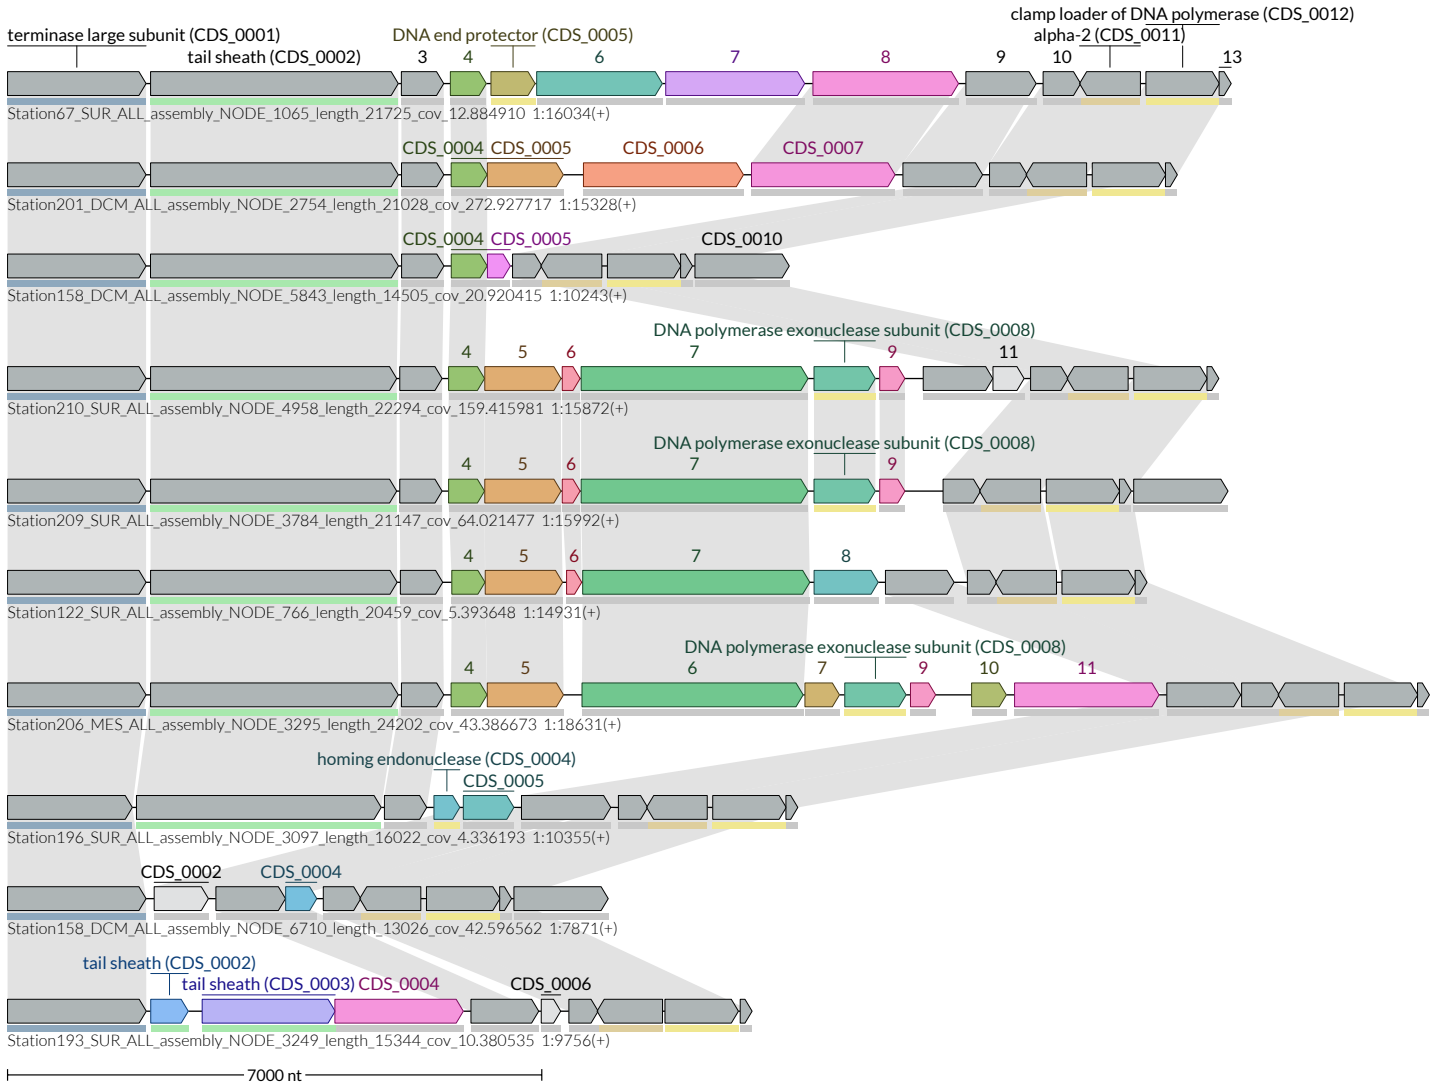 clamp loader of DNA polymerase (CDS_0012)
terminase large subunit (CDS_0001) DNA end protector (CDS_0005) alpha-2 (CDS_0011)
tail sheath (CDS_0002) 3 4 6 7 8 9 10 13
Station67_SUR_ALL_assembly_NODE_1065_length_21725_cov_12.884910 1:16034(+)
CDS_0004 CDS_0005 CDS_0006 CDS_0007
Station201_DCM_ALL_assembly_NODE_2754_length_21028_cov_272.927717 1:15328(+)
CDS_0004 CDS_0005 CDS_0010
Station158_DCM_ALL_assembly_NODE_5843_length_14505_cov_20.920415 1:10243(+)
DNA polymerase exonuclease subunit (CDS_0008)
4 5 6 7 9 11
Station210_SUR_ALL_assembly_NODE_4958_length_22294_cov_159.415981 1:15872(+)
DNA polymerase exonuclease subunit (CDS_0008)
4 5 6 7 9
Station209_SUR_ALL_assembly_NODE_3784_length_21147_cov_64.021477 1:15992(+)
4 5 6 7 8
Station122_SUR_ALL_assembly_NODE_766_length_20459_cov_5.393648 1:14931(+)
DNA polymerase exonuclease subunit (CDS_0008)
4 5 6 7 9 10 11
Station206_MES_ALL_assembly_NODE_3295_length_24202_cov_43.386673 1:18631(+)
homing endonuclease (CDS_0004)
CDS_0005
Station196_SUR_ALL_assembly_NODE_3097_length_16022_cov_4.336193 1:10355(+)
CDS_0002 CDS_0004
Station158_DCM_ALL_assembly_NODE_6710_length_13026_cov_42.596562 1:7871(+)
tail sheath (CDS_0002)
tail sheath (CDS_0003) CDS_0004 CDS_0006
Station193_SUR_ALL_assembly_NODE_3249_length_15344_cov_10.380535 1:9756(+)
7000 nt